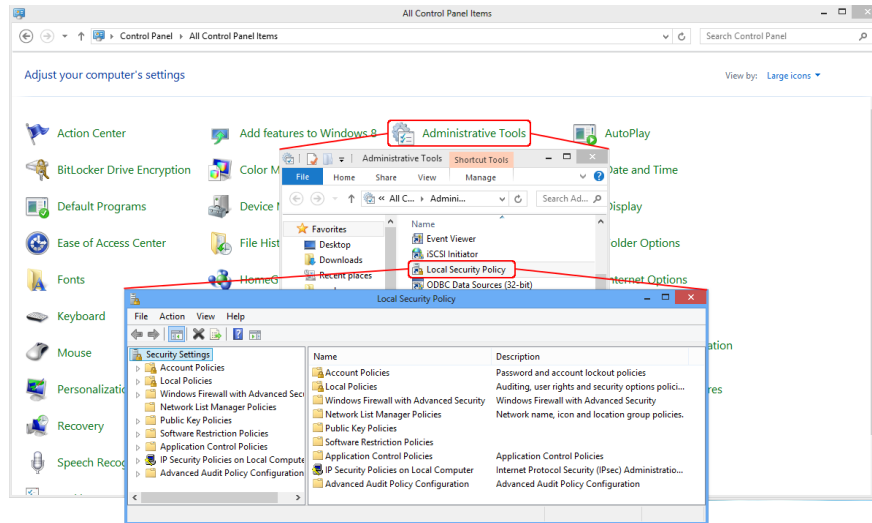 All Control Panel Items
Control Panel
All Control Panel Items
Search Control Panel
Adjust your computer's settings
View by: Large icons
Action Center
Add features to Windows 8
Administrative Tools
AutoPlay
BitLocker Drive Encryption
Color M
Date and Time
Default Programs
Device
Display
Ease of Access Center
File Hist
older Options
Fonts
HomeG
nternet Options
Keyboard
Mouse
ation
Personalizatio
res
Recovery
Speech Recog
Administrative Tools
Shortcut Tools
File Home Share View Manage
« All C... Admini...
Search Ad...
Favorites
Desktop
Downloads
Recent places
Name
Event Viewer
iSCSI Initiator
Local Security Policy
ODBC Data Sources (32-bit)
Local Security Policy
File Action View Help
Security Settings
Account Policies
Local Policies
Windows Firewall with Advanced Secu
Network List Manager Policies
Public Key Policies
Software Restriction Policies
Application Control Policies
IP Security Policies on Local Compute
Advanced Audit Policy Configuration
Name Description
Account Policies Password and account lockout policies
Local Policies Auditing, user rights and security options polici...
Windows Firewall with Advanced Security Windows Firewall with Advanced Security
Network List Manager Policies Network name, icon and location group policies.
Public Key Policies
Software Restriction Policies
Application Control Policies Application Control Policies
IP Security Policies on Local Computer Internet Protocol Security (IPsec) Administratio...
Advanced Audit Policy Configuration Advanced Audit Policy Configuration